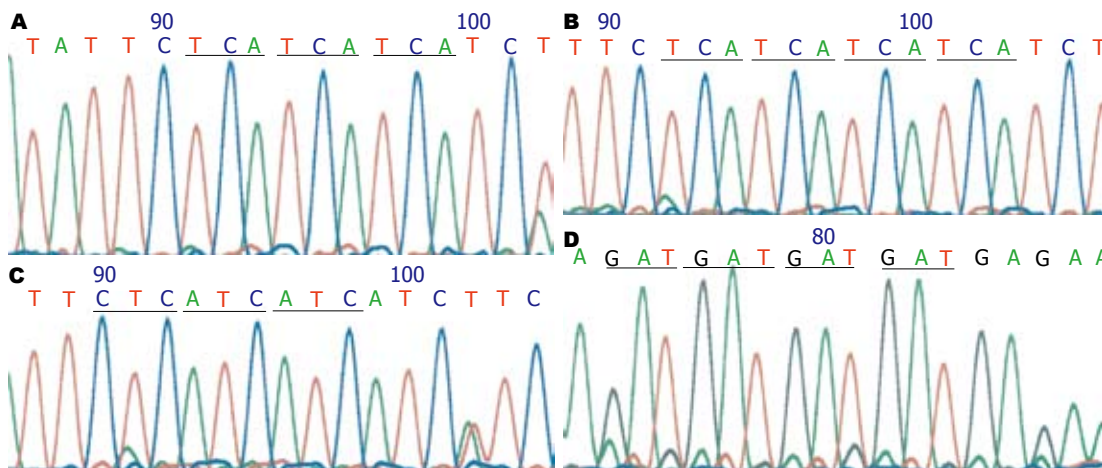 A
90 100
T A T T C T C A T C A T C A T C T
B
90 100
T T C T C A T C A T C A T C A T C T
C
90 100
T T C T C A T C A T C A T C T T C
D
80
A G A T G A T G A T G A T G A G A A